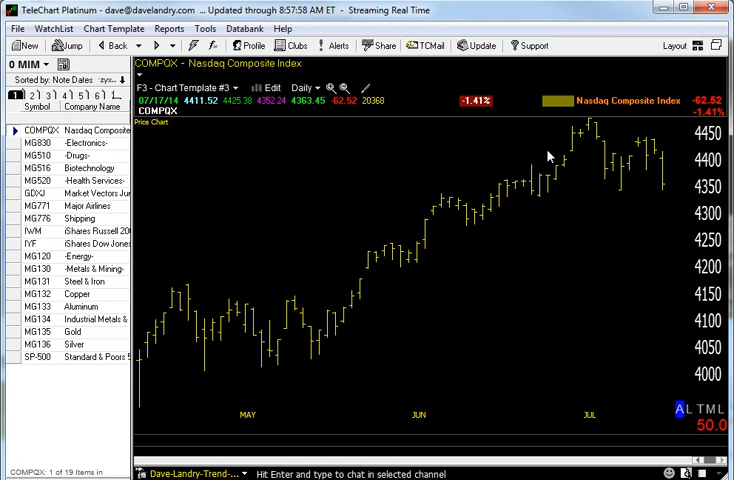 TeleChart Platinum - dave@davelandry.com ... Updated through 8:57:58 AM ET - Streaming Real Time
File WatchList Chart Template Reports Tools Databank Help
New Jump Back Edit Profile Clubs Alerts Share TCMail Update Support Layout
0 MIM
Sorted by: Note Dates
1 2 3 4 5 6
Symbol Company Name
COMPQX Nasdaq Composite
MG830 -Electronics-
MG510 -Drugs-
MG516 Biotechnology
MG520 -Health Services-
GDXJ Market Vectors Jun
MG771 Major Airlines
MG776 Shipping
IWM iShares Russell 200
IYF iShares Dow Jones
MG120 -Energy-
MG130 -Metals & Mining-
MG131 Steel & Iron
MG132 Copper
MG133 Aluminum
MG134 Industrial Metals &
MG135 Gold
MG136 Silver
SP-500 Standard & Poors 5
COMPQX: 1 of 19 Items in
COMPQX - Nasdaq Composite Index
F3 - Chart Template #3 Edit Daily
07/17/14 4411.52 4425.38 4352.24 4363.45 -62.52 20368 -1.41% Nasdaq Composite Index -62.52
COMPQX -1.41%
Price Chart
4450
4400
4350
4300
4250
4200
4150
4100
4050
4000
MAY JUN JUL
A L T M L
50.0
Dave-Landry-Trend-... Hit Enter and type to chat in selected channel